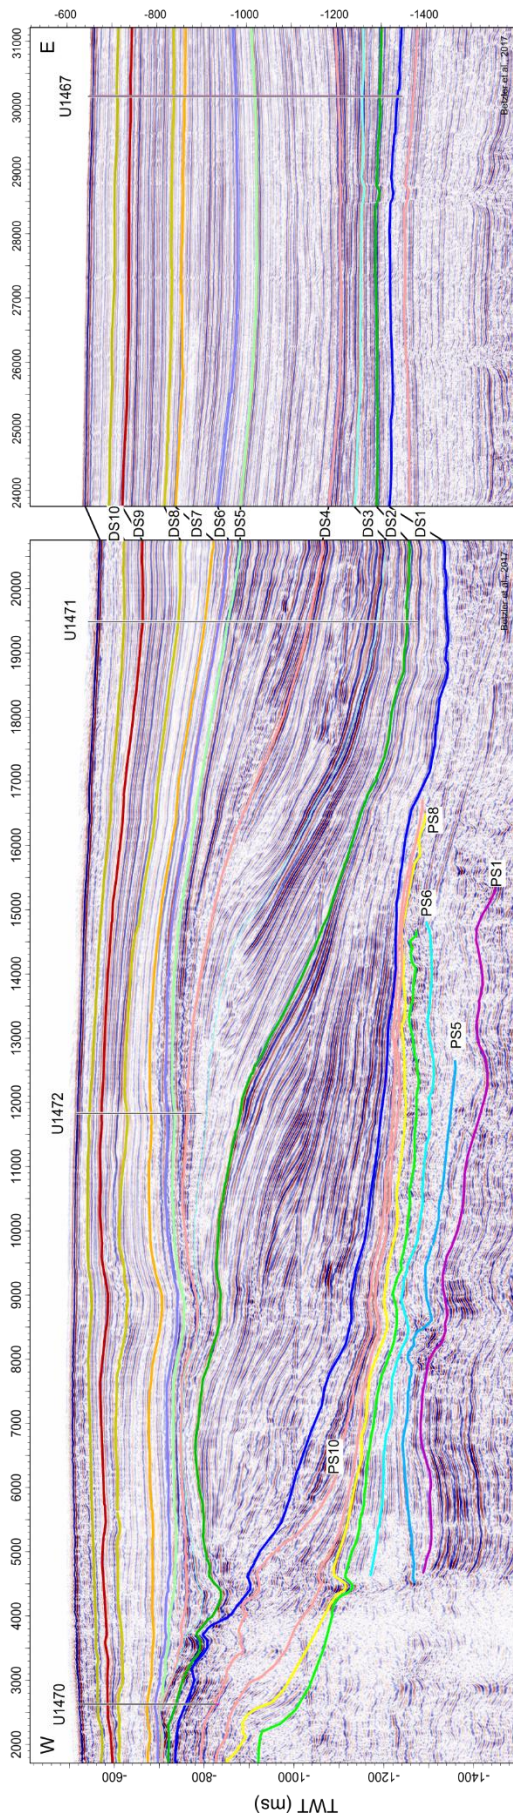 W
E
U1470
U1472
U1471
U1467
2000 3000 4000 5000 6000 7000 8000 9000 10000 11000 12000 13000 14000 15000 16000 17000 18000 19000 20000
24000 25000 26000 27000 28000 29000 30000 31000
TWT (ms)
-600
-800
-1000
-1200
-1400
DS10
DS9
DS8
DS7
DS6
DS5
DS4
DS3
DS2
DS1
PS10
PS8
PS6
PS5
PS1
Betzler et al., 2017
Betzler et al., 2017
-600
-800
-1000
-1200
-1400